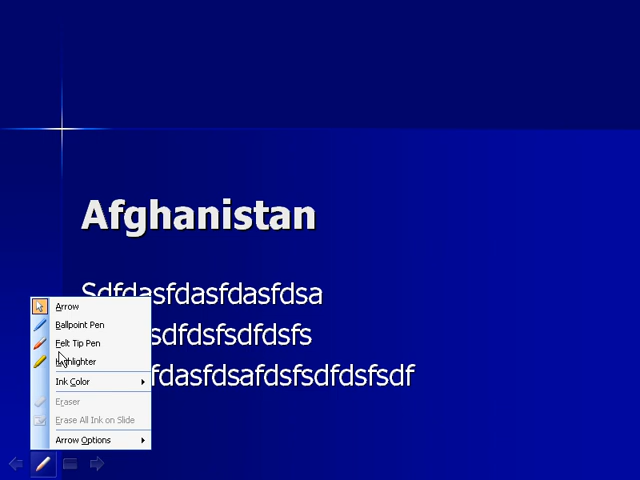 Afghanistan
Sdfdasfdasfdasfdsa
sdfdsfsdfdsfs
fdasfdsafdsfsdfdsfsdf
Arrow
Ballpoint Pen
Felt Tip Pen
Highlighter
Ink Color
Eraser
Erase All Ink on Slide
Arrow Options